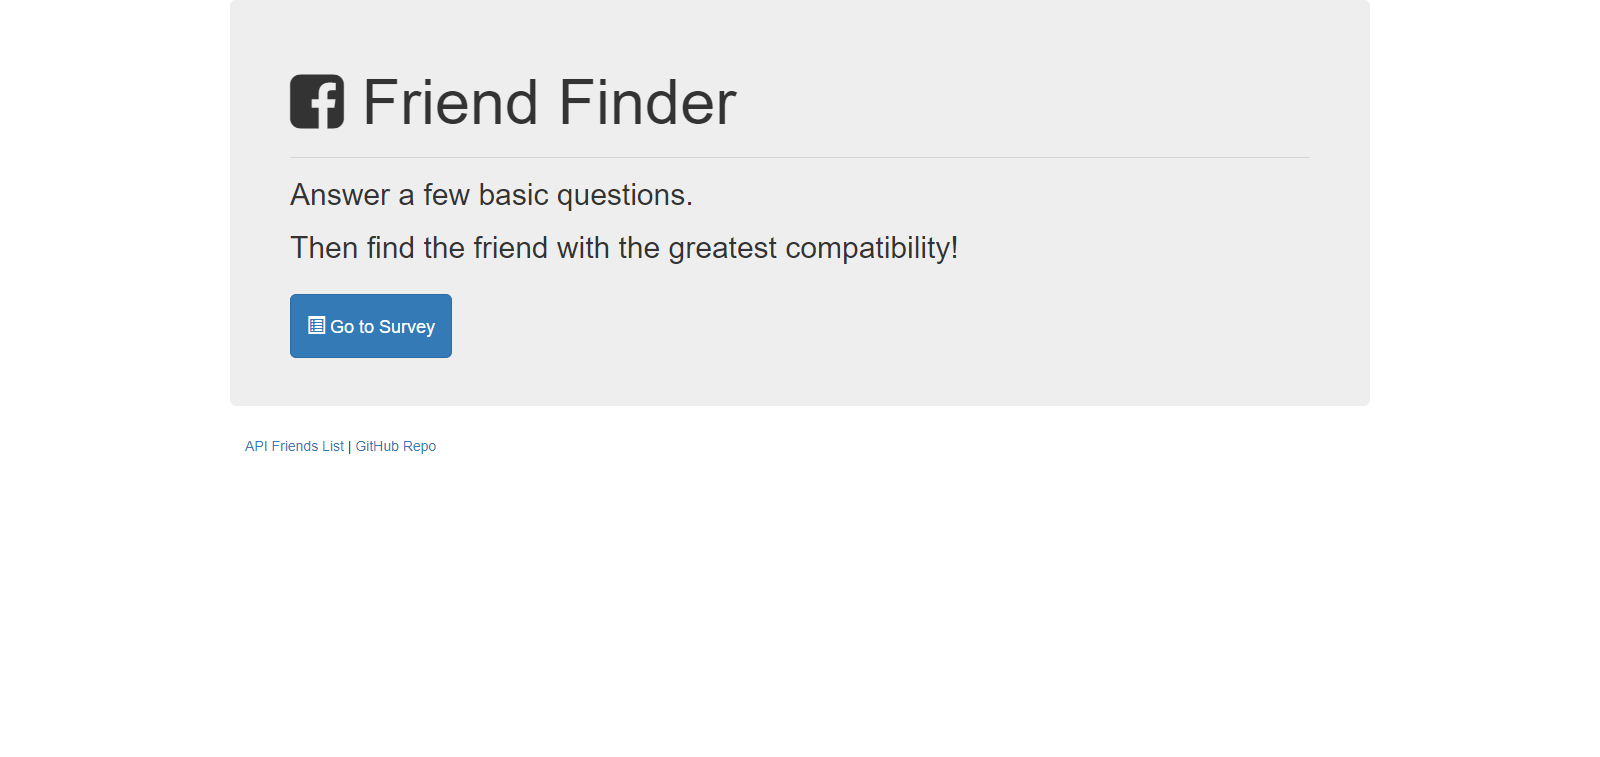 Friend Finder
Answer a few basic questions.
Then find the friend with the greatest compatibility!
Go to Survey
API Friends List | GitHub Repo